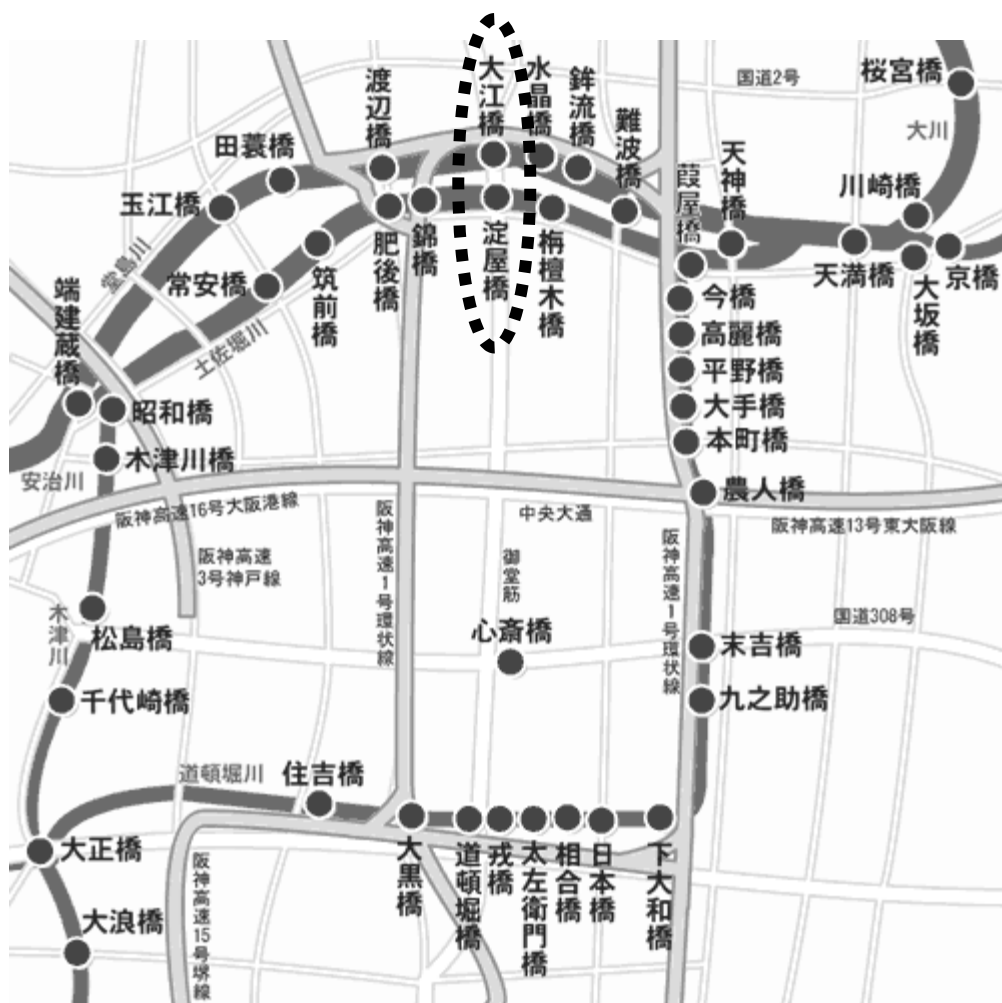 国道2号
桜宮橋
大川
大江橋
水晶橋
鉾流橋
渡辺橋
難波橋
田蓑橋
天神橋
葭屋橋
川崎橋
玉江橋
堂島川
肥後橋
錦橋
淀屋橋
栴檀木橋
筑前橋
常安橋
天満橋
大坂橋
京橋
端建蔵橋
土佐堀川
今橋
高麗橋
平野橋
大手橋
本町橋
昭和橋
木津川橋
安治川
農人橋
阪神高速16号大阪港線
中央大通
阪神高速13号東大阪線
阪神高速
3号神戸線
阪神高速1号環状線
御堂筋
阪神高速1号環状線
木津川
松島橋
心斎橋
国道308号
末吉橋
千代崎橋
九之助橋
道頓堀川
住吉橋
大正橋
大黒橋
道頓堀橋
戎橋
太左衛門橋
相合橋
日本橋
下大和橋
阪神高速15号堺線
大浪橋